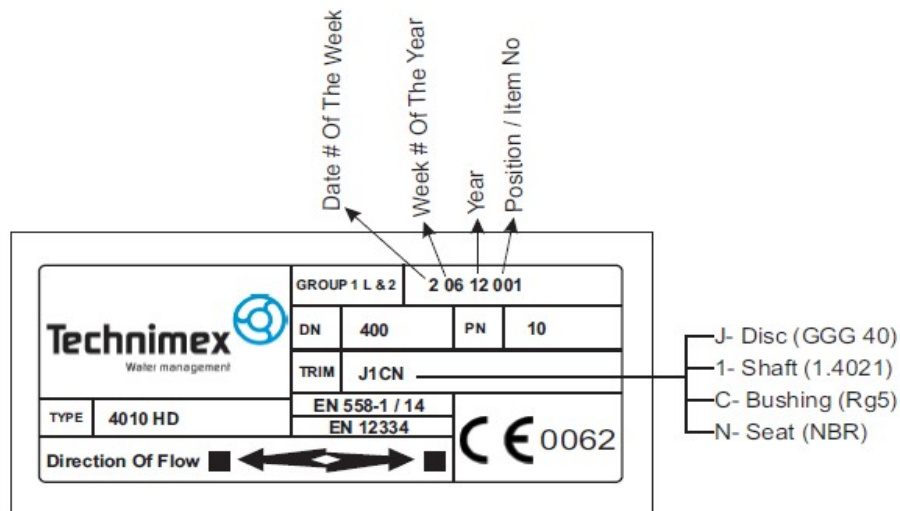 Date # Of The Week
Week # Of The Year
Year
Position / Item No
GROUP 1 L & 2
2 06 12 001
Technimex
Water management
DN
400
PN
10
TRIM
J1CN
TYPE
4010 HD
EN 558-1 / 14
EN 12334
CE 0062
Direction Of Flow
J- Disc (GGG 40)
1- Shaft (1.4021)
C- Bushing (Rg5)
N- Seat (NBR)